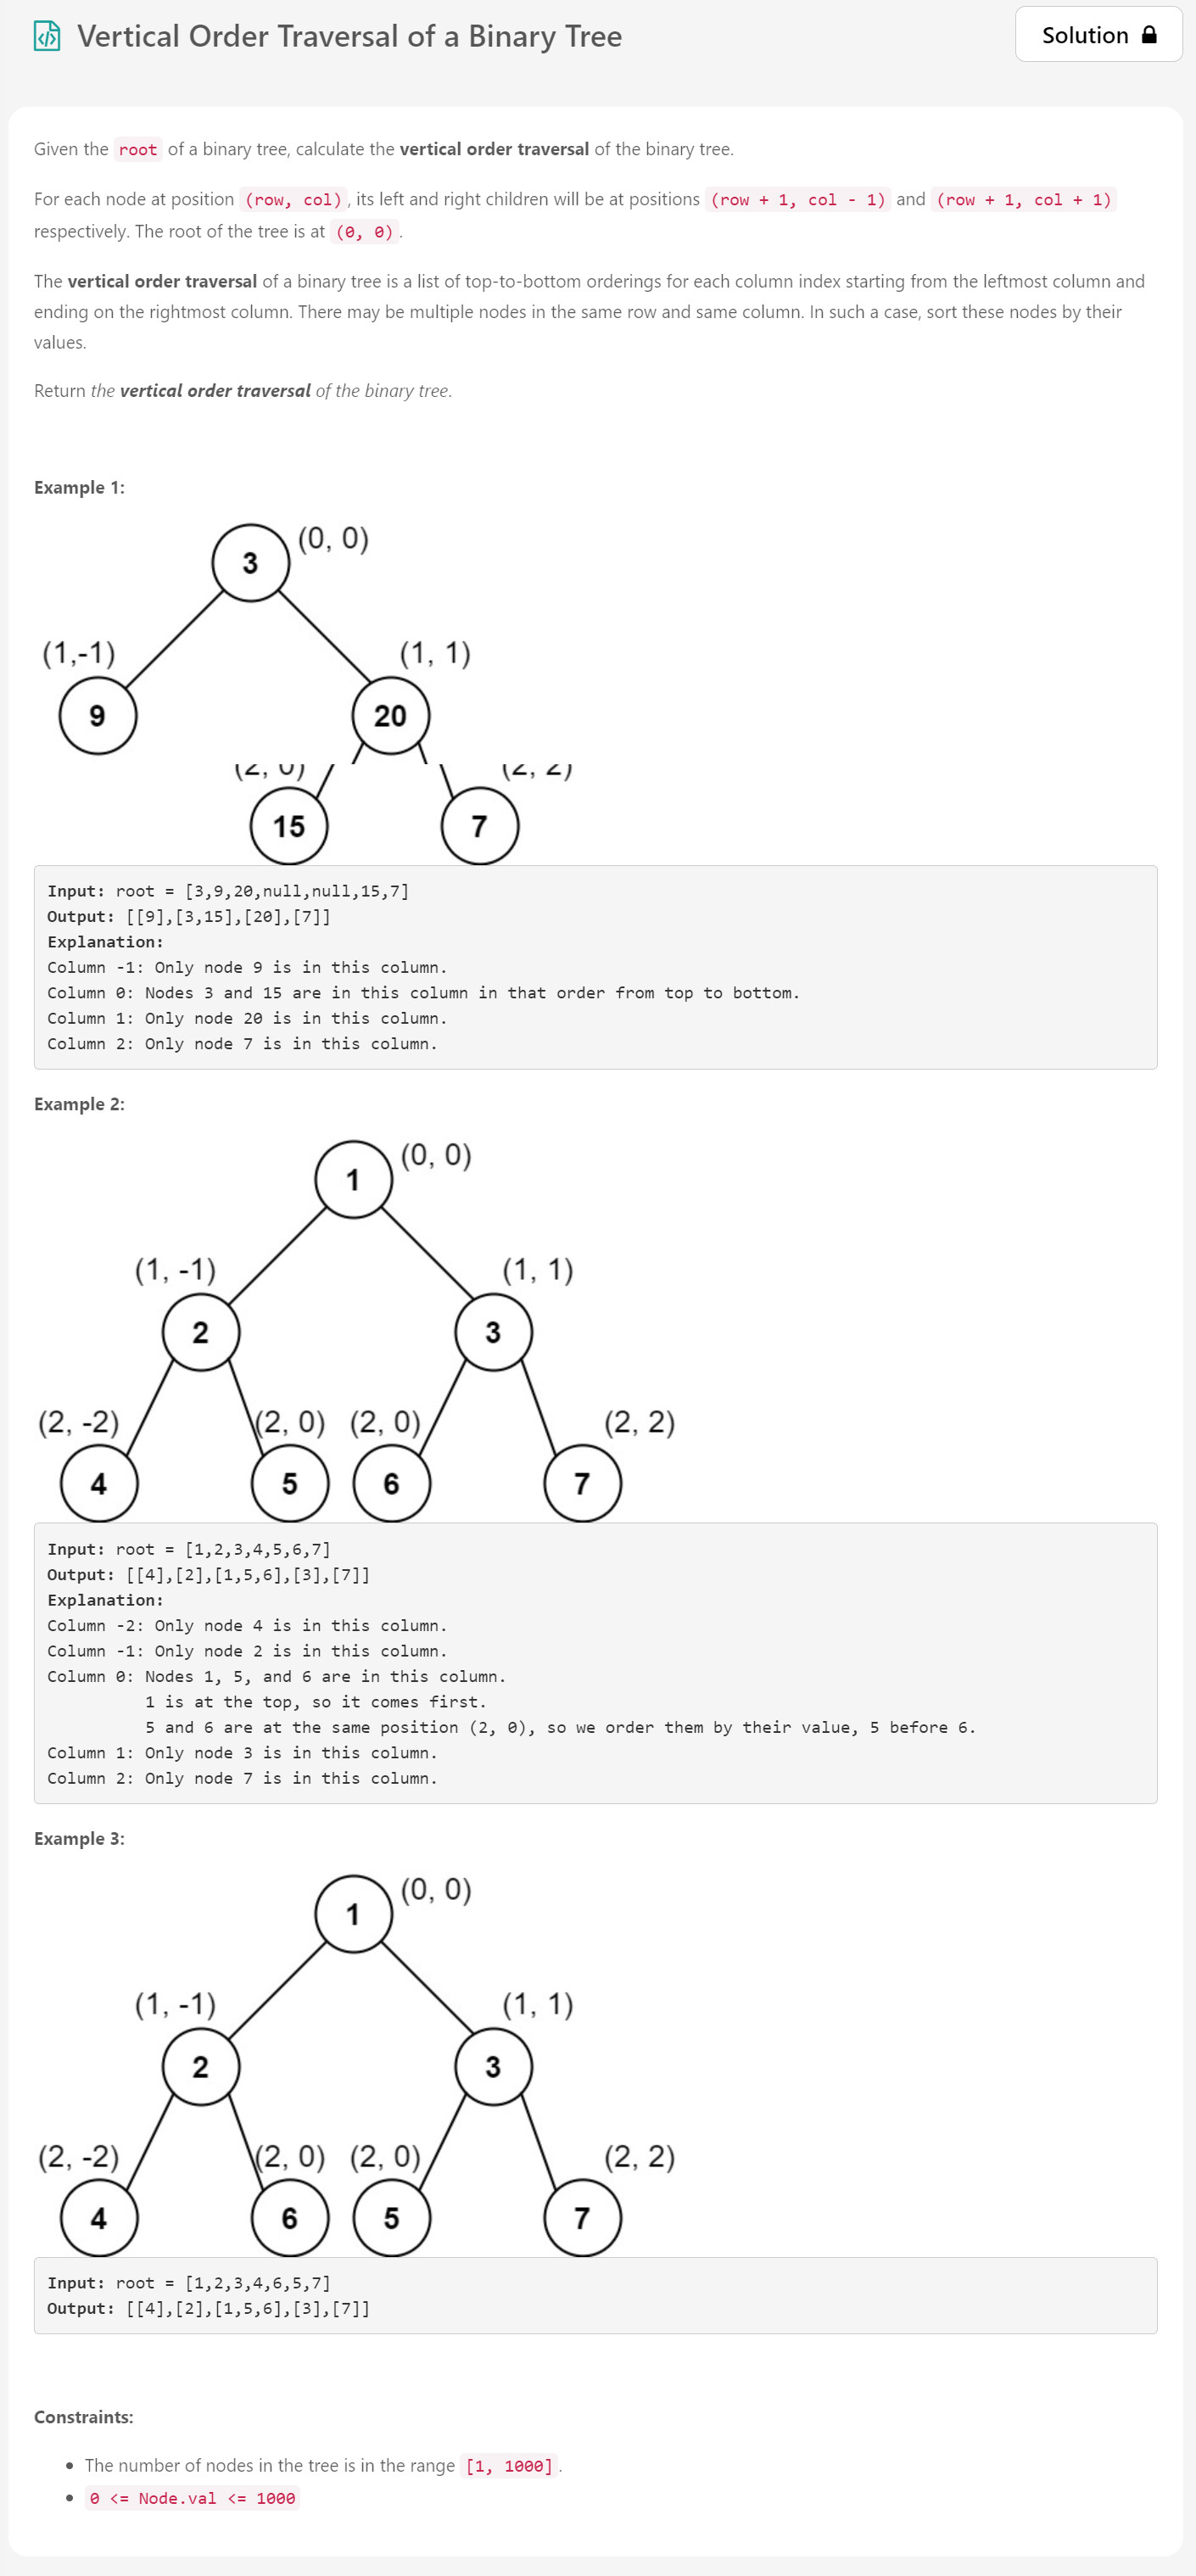 Vertical Order Traversal of a Binary Tree
Solution
Given the root of a binary tree, calculate the vertical order traversal of the binary tree.
For each node at position (row, col), its left and right children will be at positions (row + 1, col - 1) and (row + 1, col + 1)
respectively. The root of the tree is at (0, 0).
The vertical order traversal of a binary tree is a list of top-to-bottom orderings for each column index starting from the leftmost column and
ending on the rightmost column. There may be multiple nodes in the same row and same column. In such a case, sort these nodes by their
values.
Return the vertical order traversal of the binary tree.
Example 1:
(0, 0)
3
(1,-1) (1, 1)
9 20
(2, 0) (2, 2)
15 7
Input: root = [3,9,20,null,null,15,7]
Output: [[9],[3,15],[20],[7]]
Explanation:
Column -1: Only node 9 is in this column.
Column 0: Nodes 3 and 15 are in this column in that order from top to bottom.
Column 1: Only node 20 is in this column.
Column 2: Only node 7 is in this column.
Example 2:
(0, 0)
1
(1, -1) (1, 1)
2 3
(2, -2) (2, 0) (2, 0) (2, 2)
4 5 6 7
Input: root = [1,2,3,4,5,6,7]
Output: [[4],[2],[1,5,6],[3],[7]]
Explanation:
Column -2: Only node 4 is in this column.
Column -1: Only node 2 is in this column.
Column 0: Nodes 1, 5, and 6 are in this column.
1 is at the top, so it comes first.
5 and 6 are at the same position (2, 0), so we order them by their value, 5 before 6.
Column 1: Only node 3 is in this column.
Column 2: Only node 7 is in this column.
Example 3:
(0, 0)
1
(1, -1) (1, 1)
2 3
(2, -2) (2, 0) (2, 0) (2, 2)
4 6 5 7
Input: root = [1,2,3,4,6,5,7]
Output: [[4],[2],[1,5,6],[3],[7]]
Constraints:
The number of nodes in the tree is in the range [1, 1000].
0 <= Node.val <= 1000